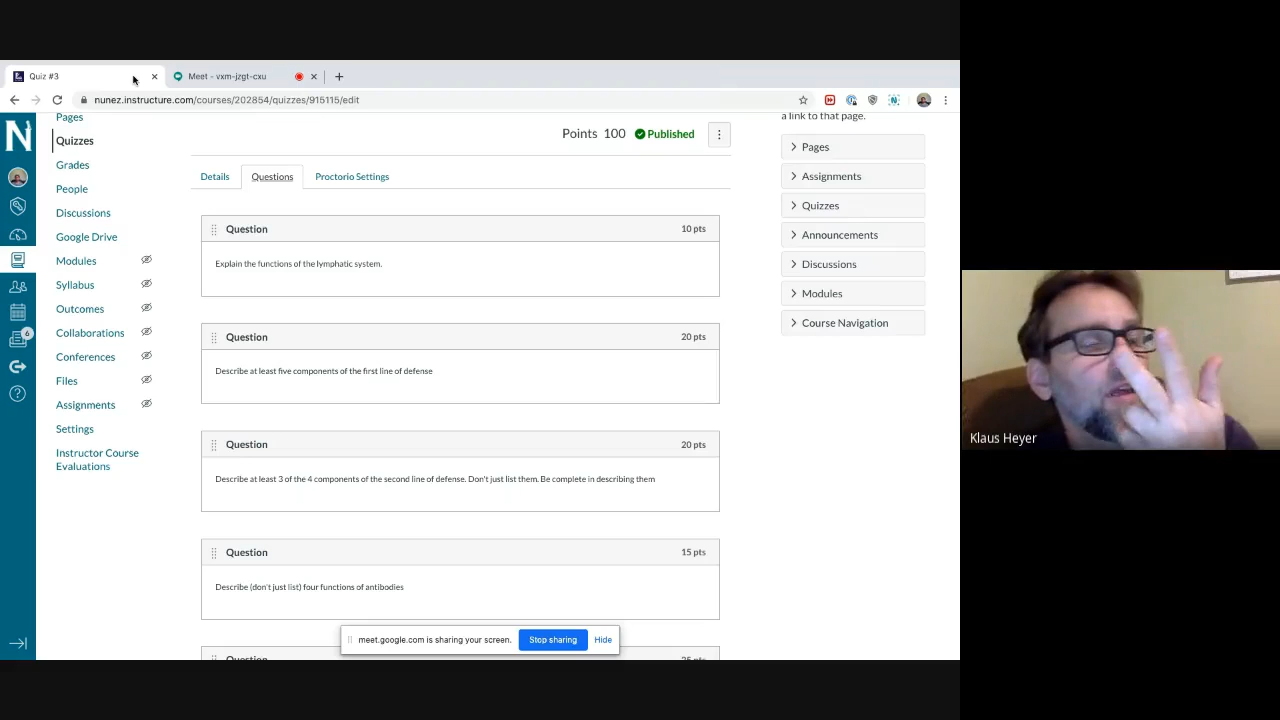 Quiz #3
Meet - vxm-jzgt-cxu
nunez.instructure.com/courses/202854/quizzes/915115/edit
N
Pages
Quizzes
Grades
People
Discussions
Google Drive
Modules
Syllabus
Outcomes
Collaborations
Conferences
Files
Assignments
Settings
Instructor Course
Evaluations
6
Points 100 Published
Details Questions Proctorio Settings
Question 10 pts
Explain the functions of the lymphatic system.
Question 20 pts
Describe at least five components of the first line of defense
Question 20 pts
Describe at least 3 of the 4 components of the second line of defense. Don't just list them. Be complete in describing them
Question 15 pts
Describe (don't just list) four functions of antibodies
Question 25 pts
meet.google.com is sharing your screen. Stop sharing Hide
a link to that page.
Pages
Assignments
Quizzes
Announcements
Discussions
Modules
Course Navigation
Klaus Heyer